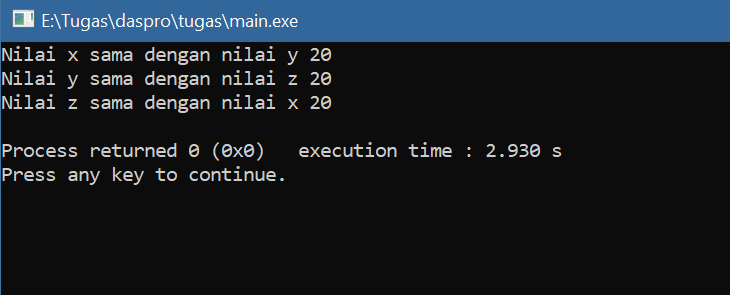 E:\Tugas\daspro\tugas\main.exe
Nilai x sama dengan nilai y 20
Nilai y sama dengan nilai z 20
Nilai z sama dengan nilai x 20
Process returned 0 (0x0)   execution time : 2.930 s
Press any key to continue.